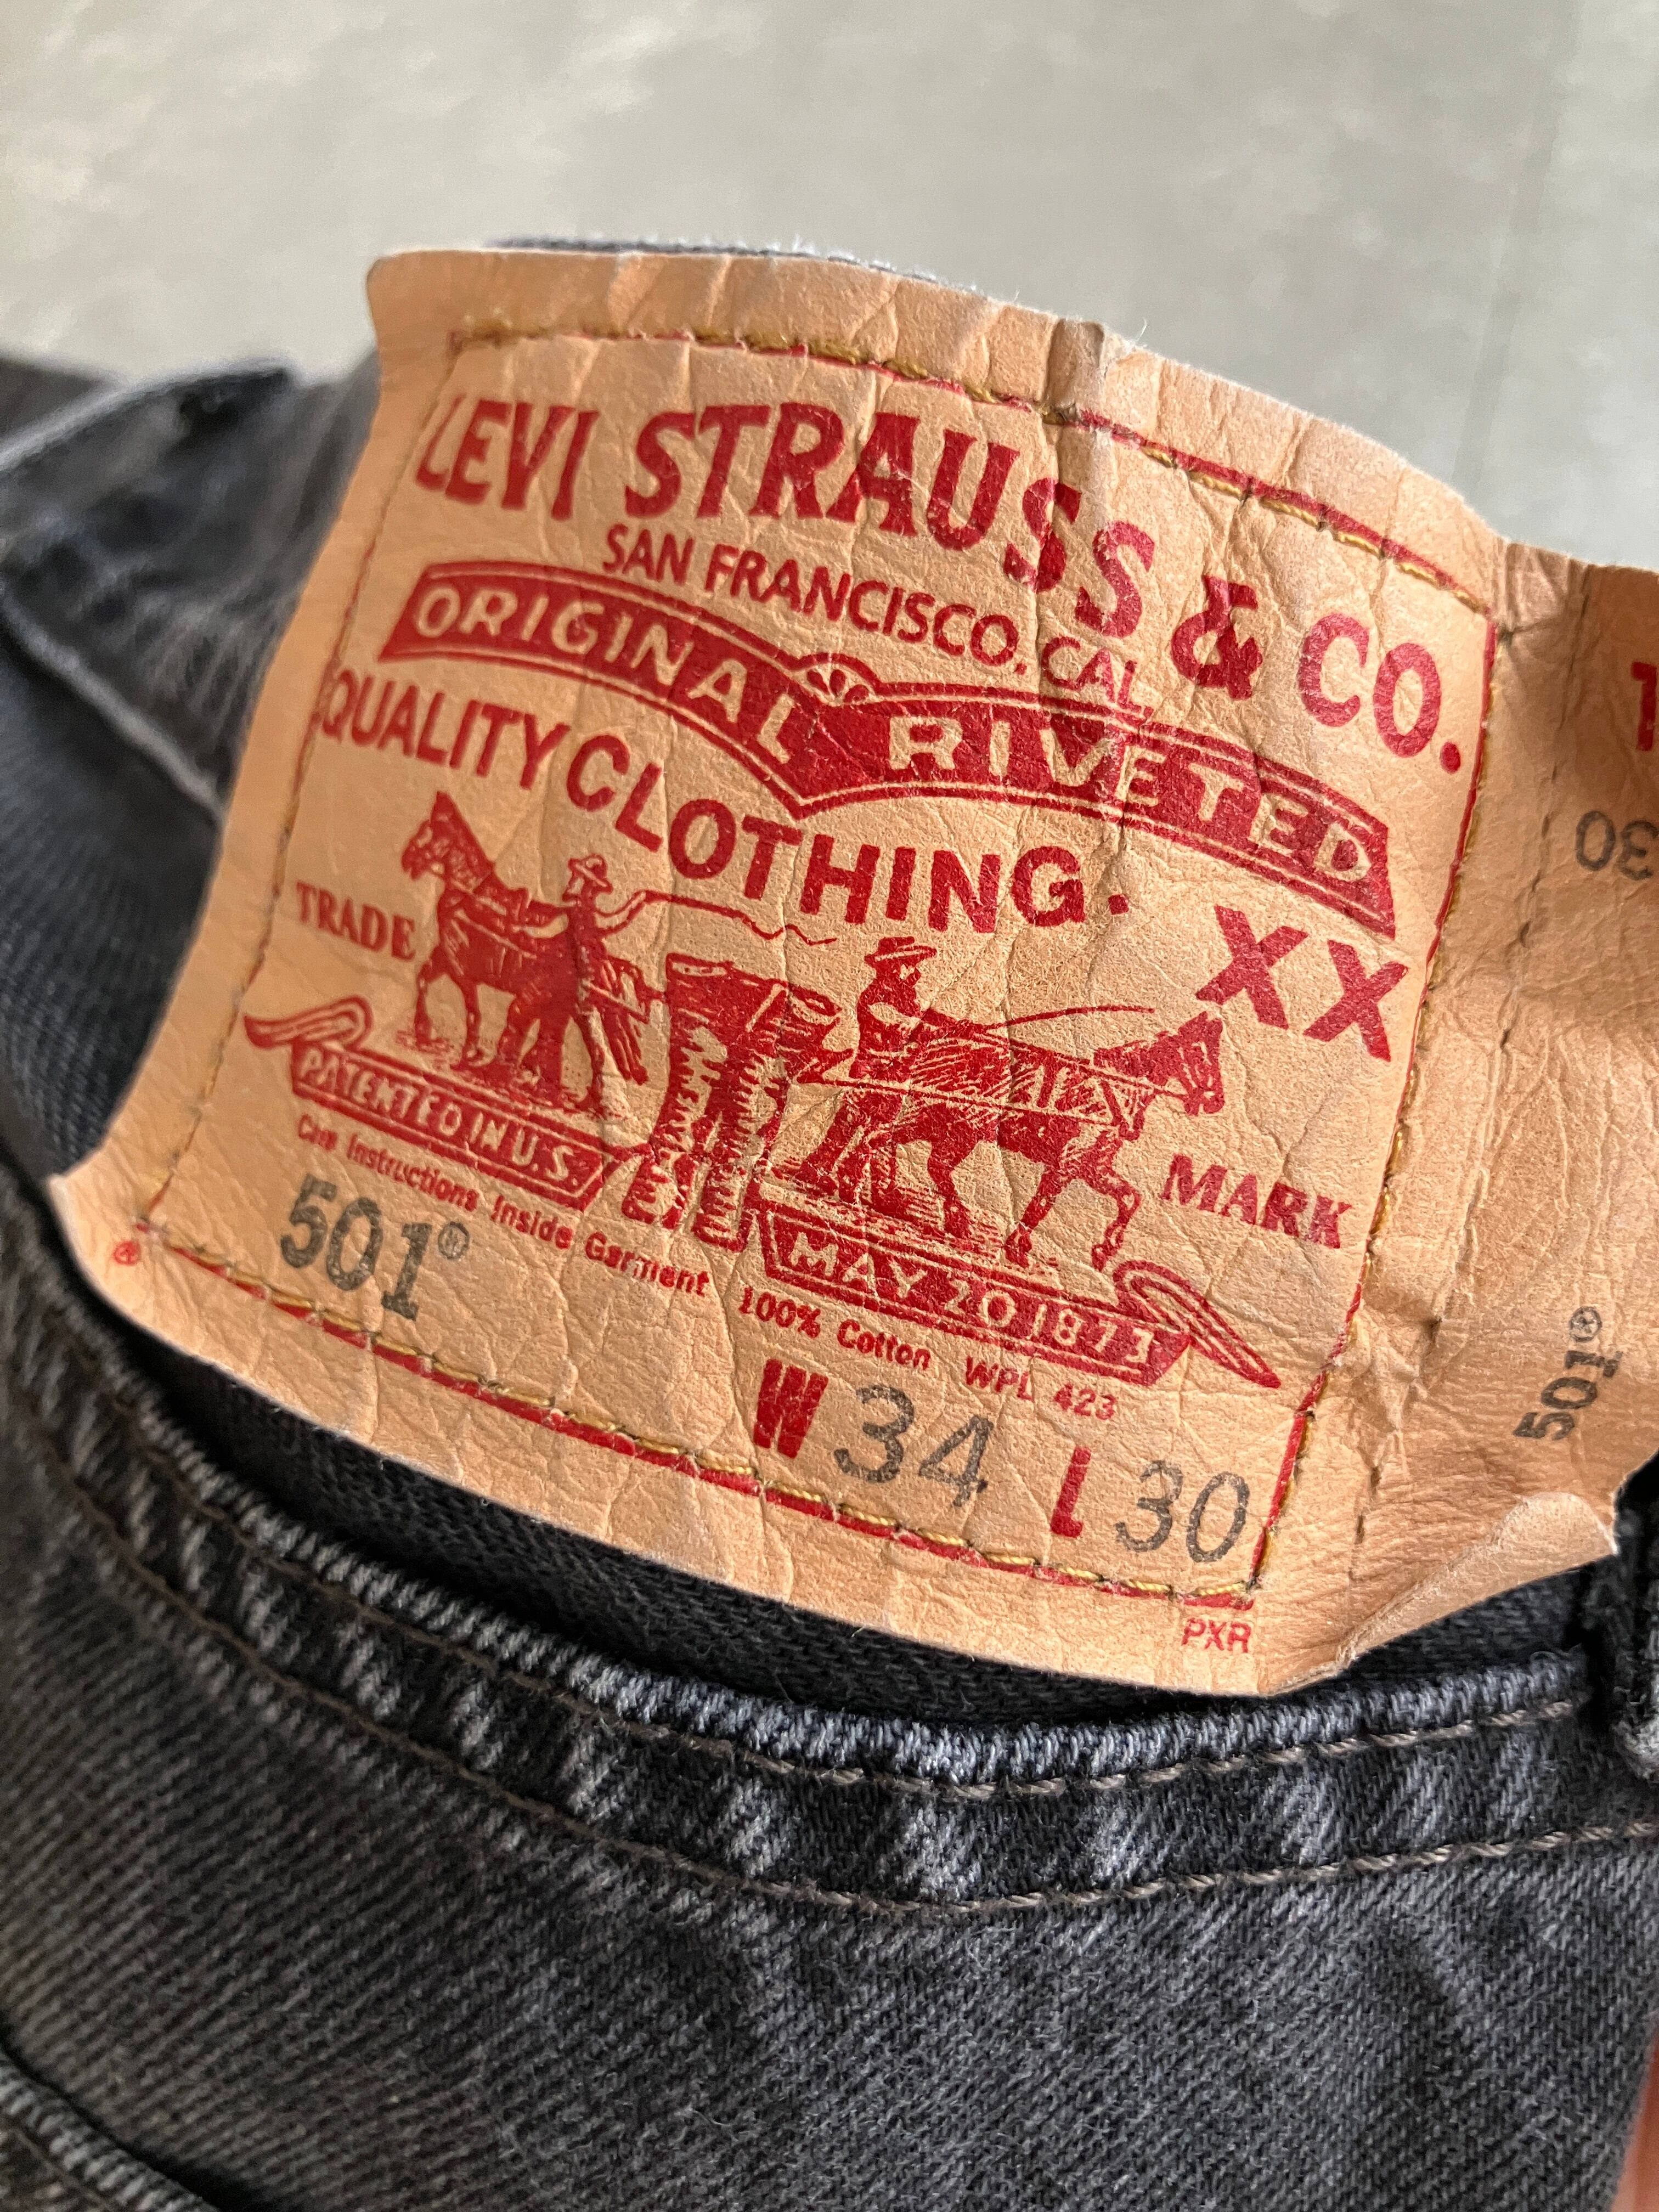 LEVI STRAUSS & CO.
SAN FRANCISCO, CAL.
ORIGINAL RIVETED
QUALITY CLOTHING.
XX
TRADE MARK
PATENTED IN U.S. MAY 20 1873
Care Instructions Inside Garment 100% Cotton WPL 423
501®
W 34 L 30
®
PXR
30
501®